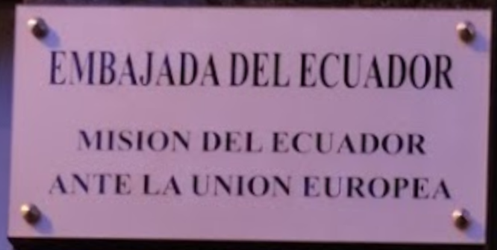 EMBAJADA DEL ECUADOR
MISION DEL ECUADOR
ANTE LA UNION EUROPEA